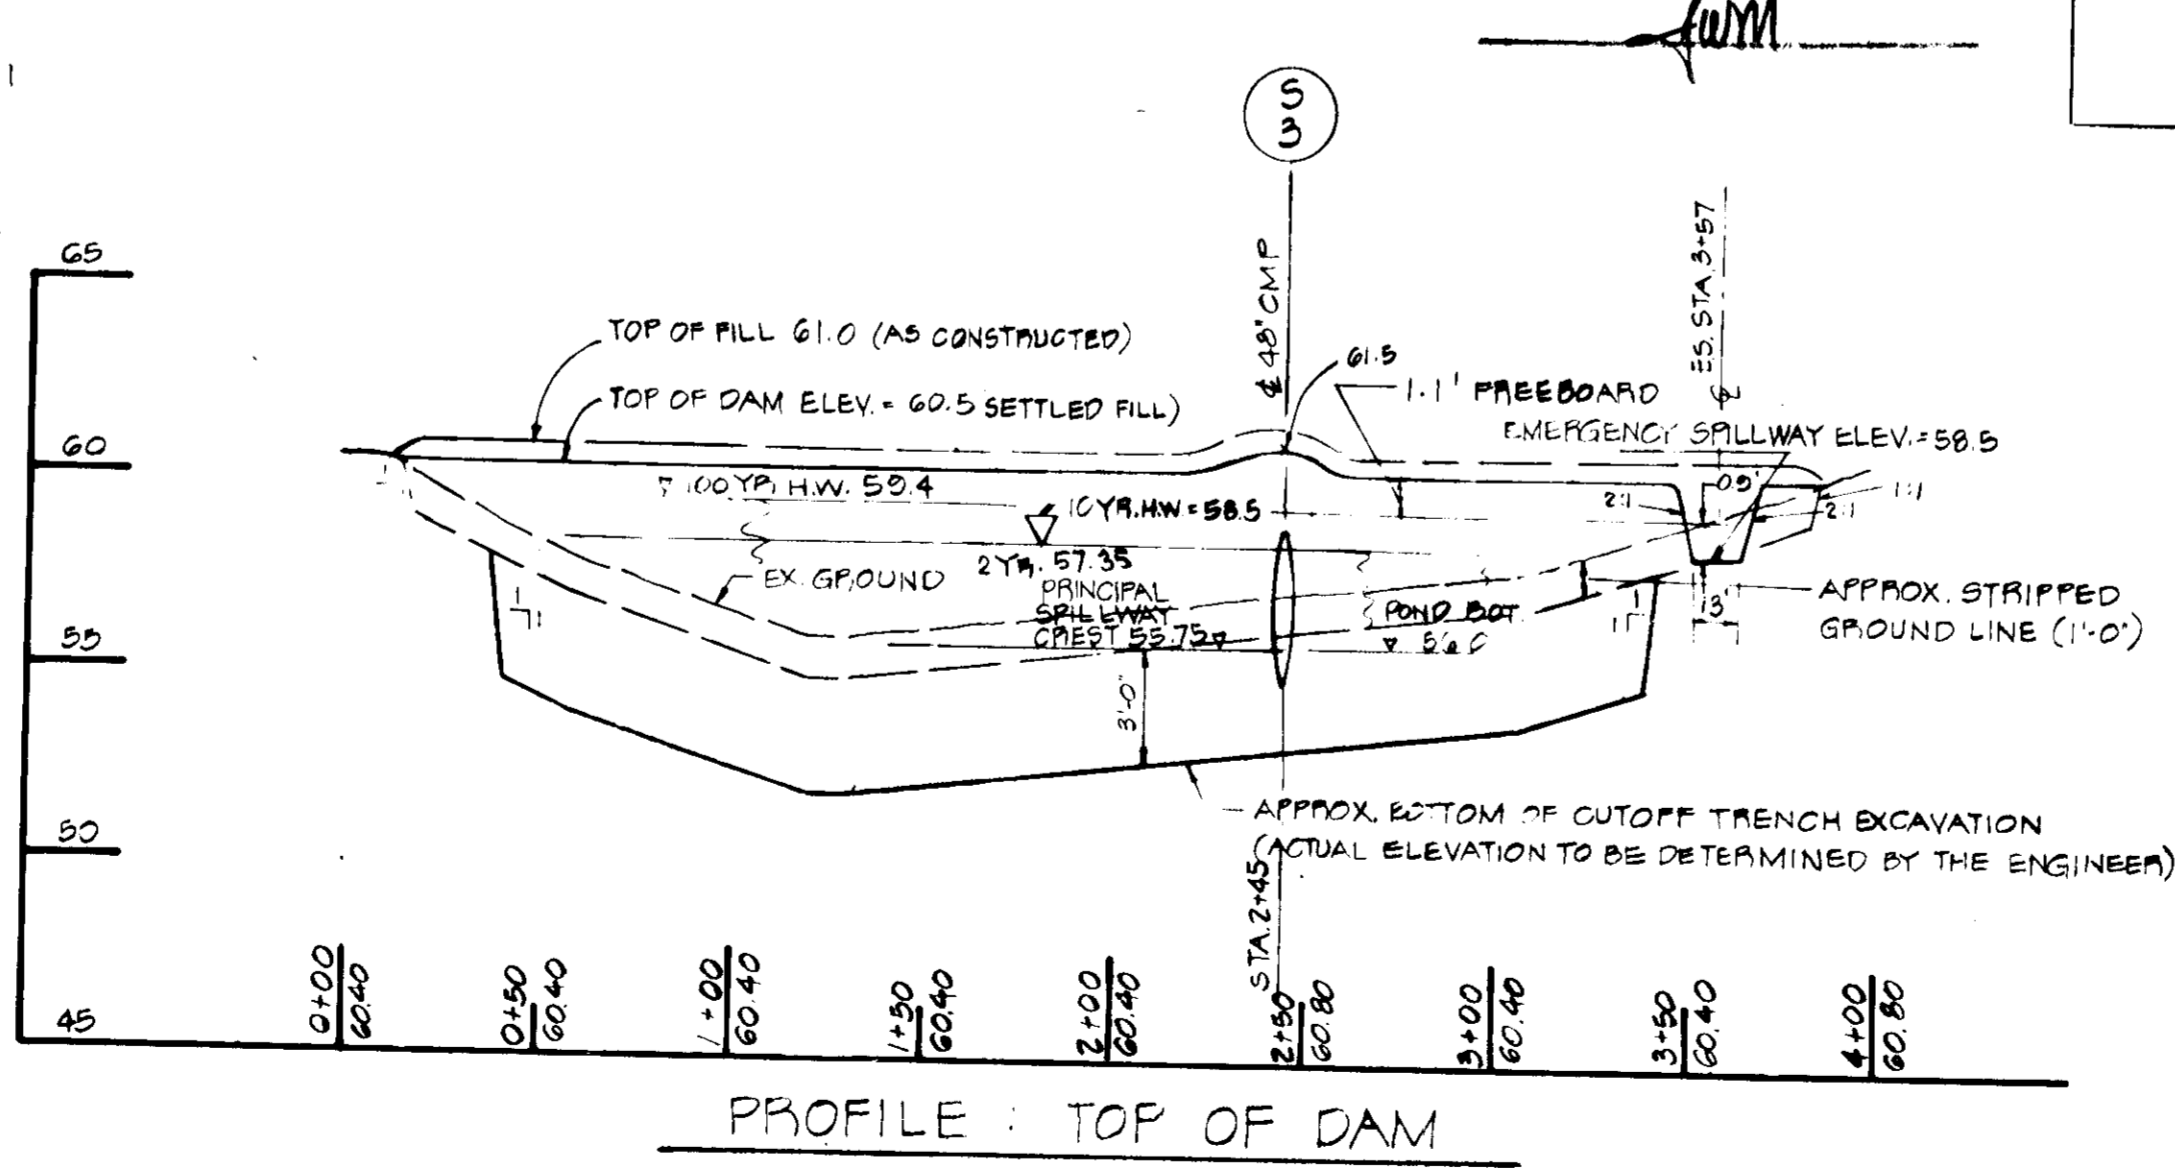 JWM
S
3
65
60
55
50
45
TOP OF FILL 61.0 (AS CONSTRUCTED)
TOP OF DAM ELEV. = 60.5 SETTLED FILL)
℄ 48" CMP
61.5
1.1' FREEBOARD
E.S. STA. 3+57
℄
EMERGENCY SPILLWAY ELEV. = 58.5
100 YR. H.W. 59.4
10 YR. H.W = 58.5
0.9'
2:1
2:1
1:1
2 YR. 57.35
EX. GROUND
PRINCIPAL
SPILLWAY
CREST 55.75
POND BOT.
1
1
1
1
3'
APPROX. STRIPPED
GROUND LINE (1'-0")
3'-0"
APPROX. BOTTOM OF CUTOFF TRENCH EXCAVATION
(ACTUAL ELEVATION TO BE DETERMINED BY THE ENGINEER)
STA. 2+45
0+00
60.40
0+50
60.40
1+00
60.40
1+50
60.40
2+00
60.40
2+50
60.80
3+00
60.40
3+50
60.40
4+00
60.80
PROFILE : TOP OF DAM